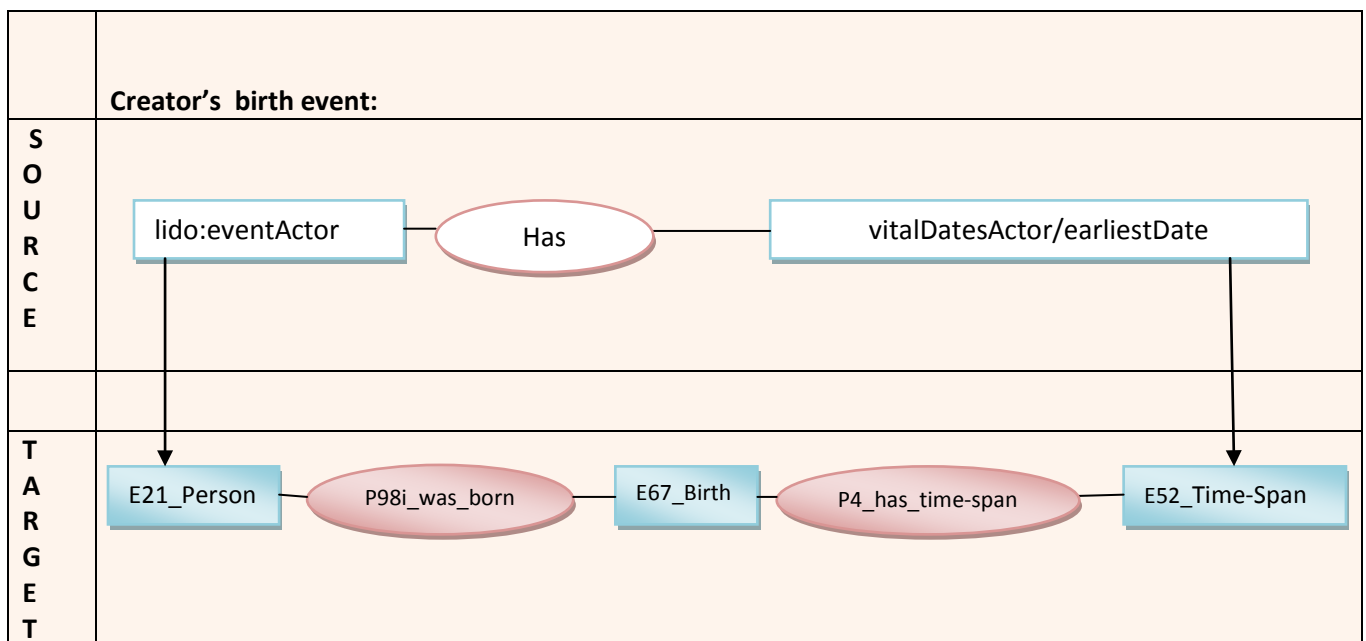 Creator's  birth event:
S
O
U
R
C
E
lido:eventActor
Has
vitalDatesActor/earliestDate
T
A
R
G
E
T
E21_Person
P98i_was_born
E67_Birth
P4_has_time-span
E52_Time-Span